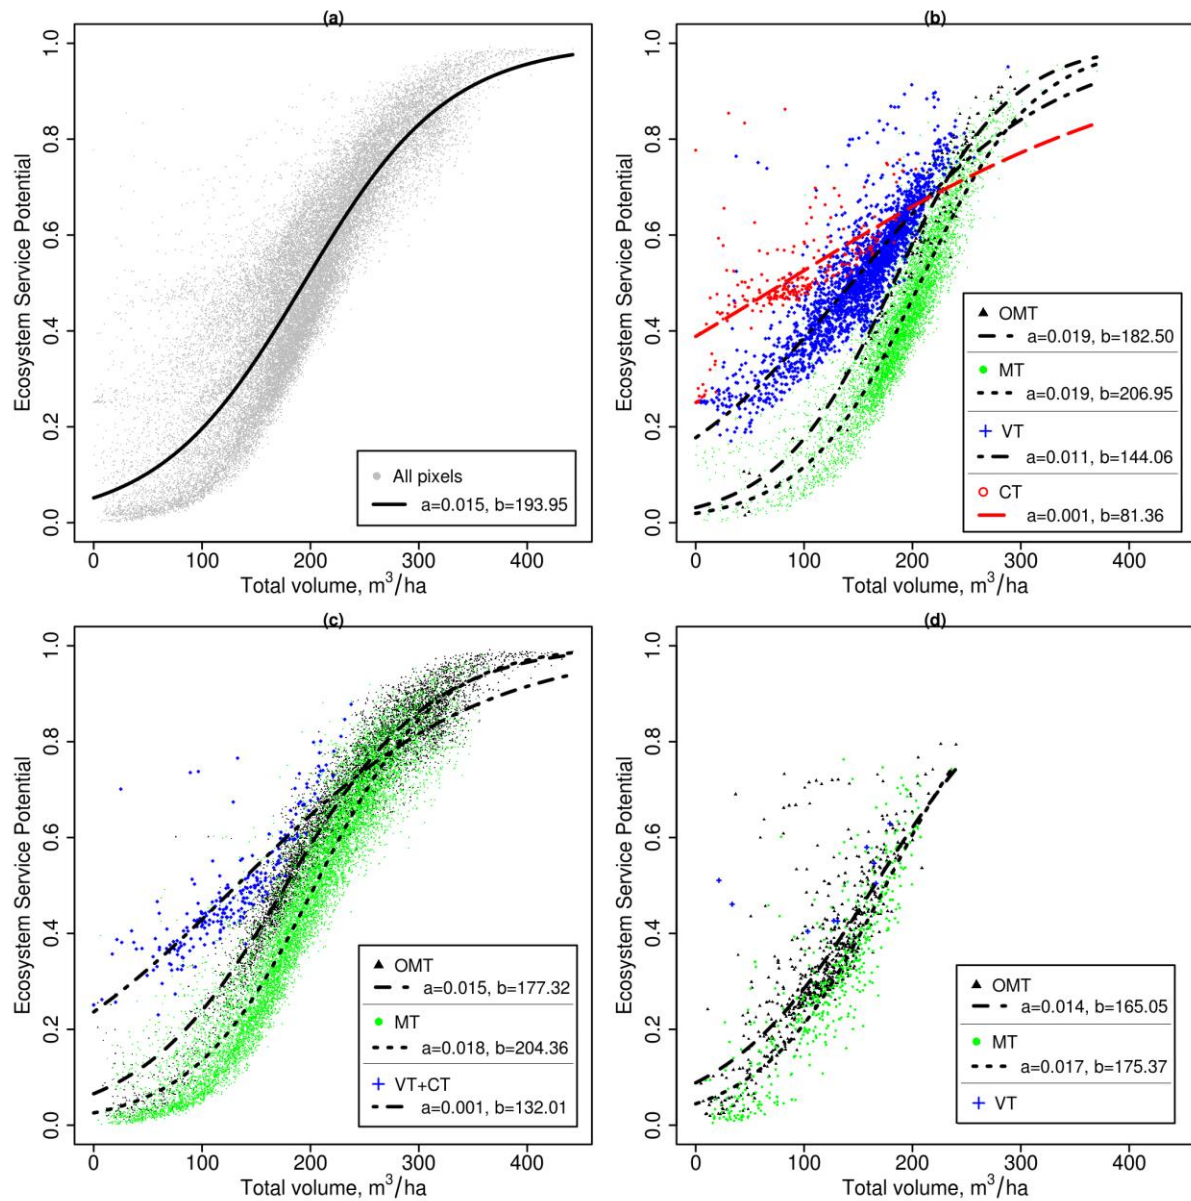 (a)
Ecosystem Service Potential
1.0
0.8
0.6
0.4
0.2
0.0
All pixels
a=0.015, b=193.95
0 100 200 300 400
Total volume, m³/ha
(b)
Ecosystem Service Potential
1.0
0.8
0.6
0.4
0.2
0.0
OMT
a=0.019, b=182.50
MT
a=0.019, b=206.95
VT
a=0.011, b=144.06
CT
a=0.001, b=81.36
0 100 200 300 400
Total volume, m³/ha
(c)
Ecosystem Service Potential
1.0
0.8
0.6
0.4
0.2
0.0
OMT
a=0.015, b=177.32
MT
a=0.018, b=204.36
VT+CT
a=0.001, b=132.01
0 100 200 300 400
Total volume, m³/ha
(d)
Ecosystem Service Potential
1.0
0.8
0.6
0.4
0.2
0.0
OMT
a=0.014, b=165.05
MT
a=0.017, b=175.37
VT
0 100 200 300 400
Total volume, m³/ha